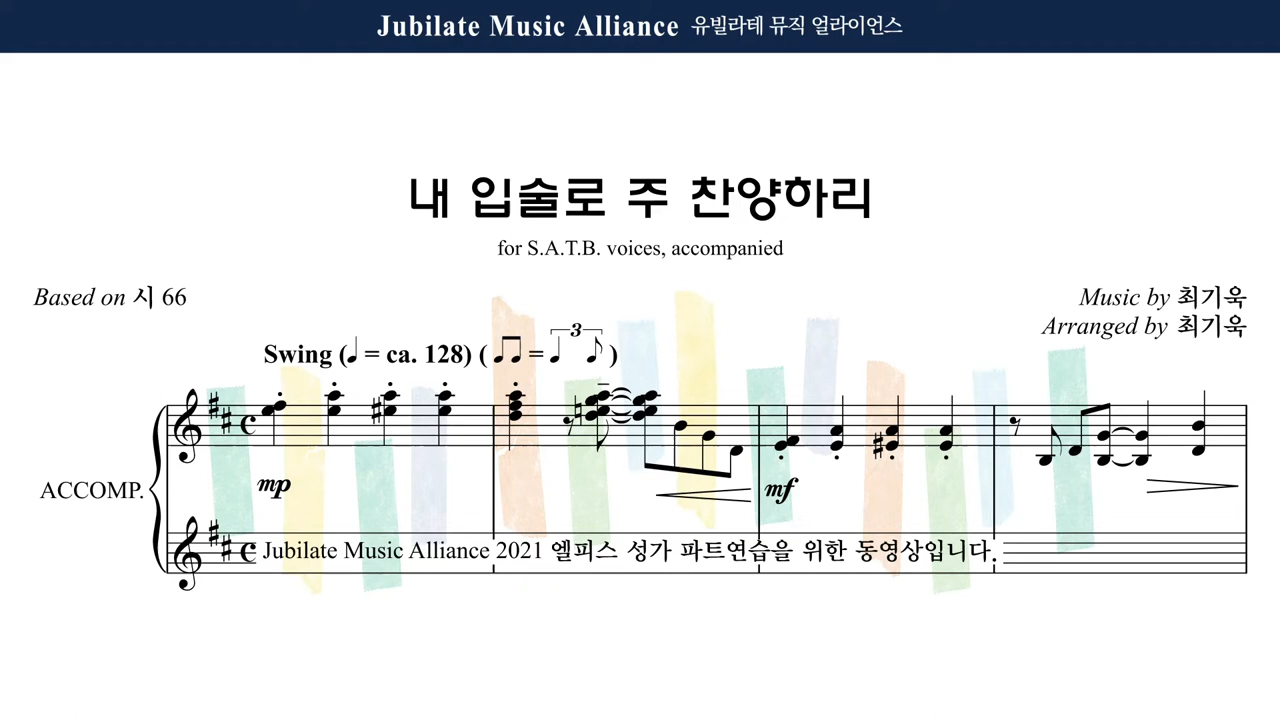 Jubilate Music Alliance 유빌라테 뮤직 얼라이언스
내 입술로 주 찬양하리
for S.A.T.B. voices, accompanied
Based on 시 66
Music by 최기욱
Arranged by 최기욱
Swing (♩ = ca. 128) (♫ = ♩ ♪ )
3
mp
mf
ACCOMP.
Jubilate Music Alliance 2021 엘피스 성가 파트연습을 위한 동영상입니다.